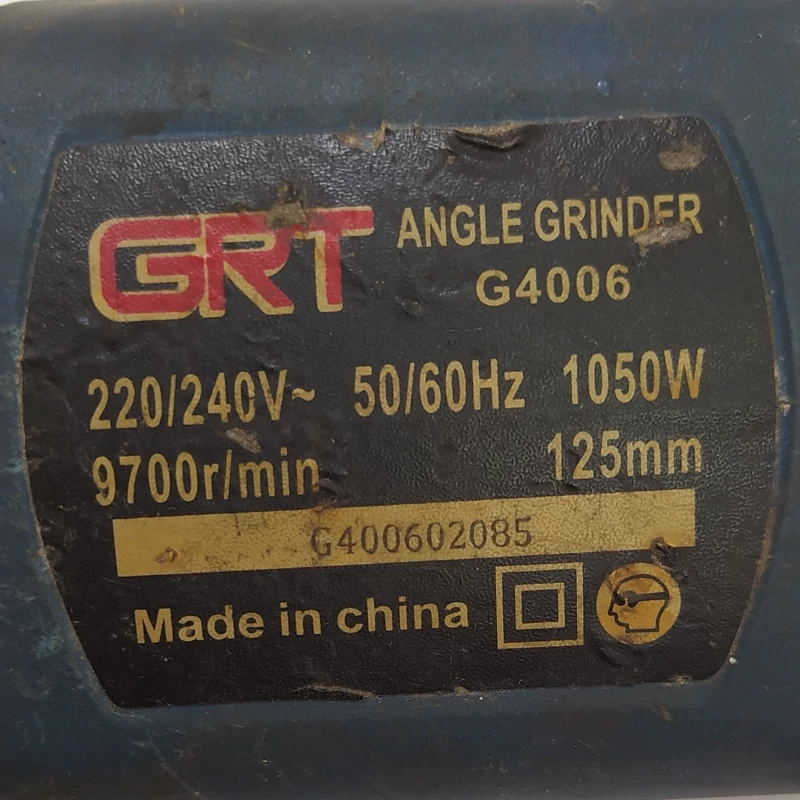 GRT ANGLE GRINDER
G4006
220/240V~ 50/60Hz 1050W
9700r/min 125mm
G400602085
Made in china